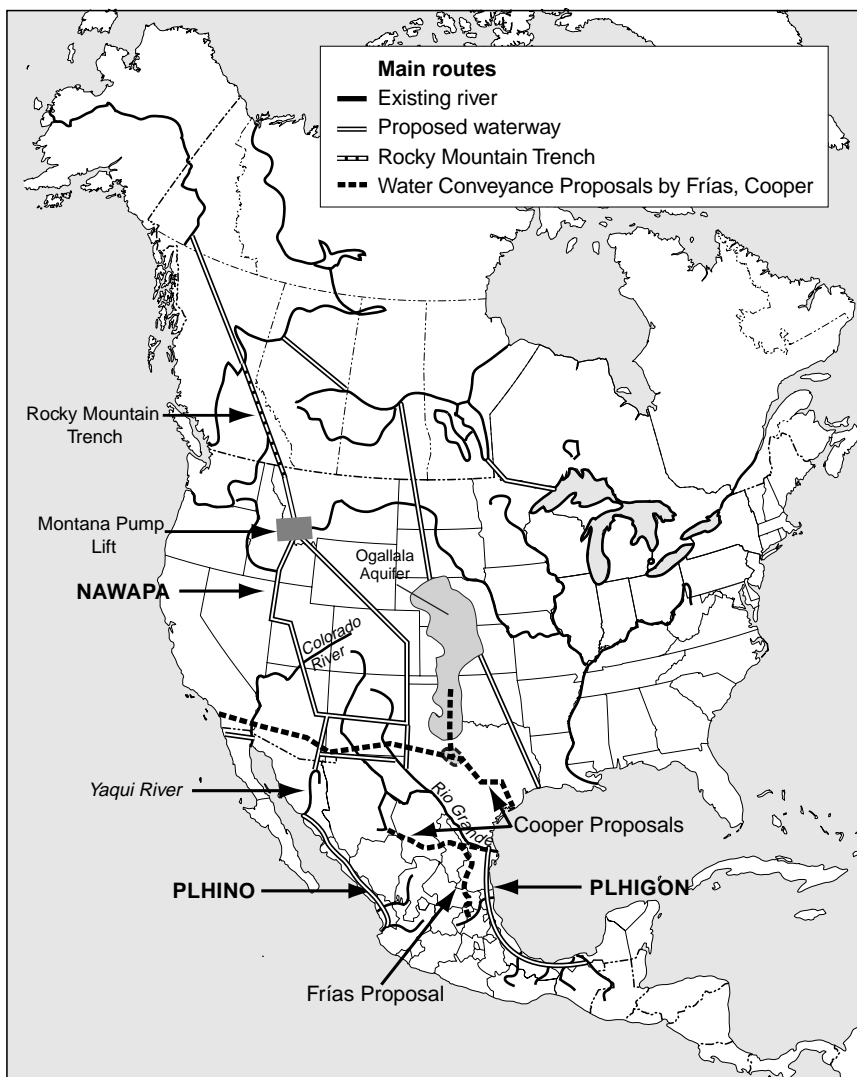 Main routes
Existing river
Proposed waterway
Rocky Mountain Trench
Water Conveyance Proposals by Frías, Cooper
Rocky Mountain
Trench
Montana Pump
Lift
Ogallala
Aquifer
NAWAPA
Colorado
River
Yaqui River
Rio Grande
Cooper Proposals
PLHINO
PLHIGON
Frías Proposal